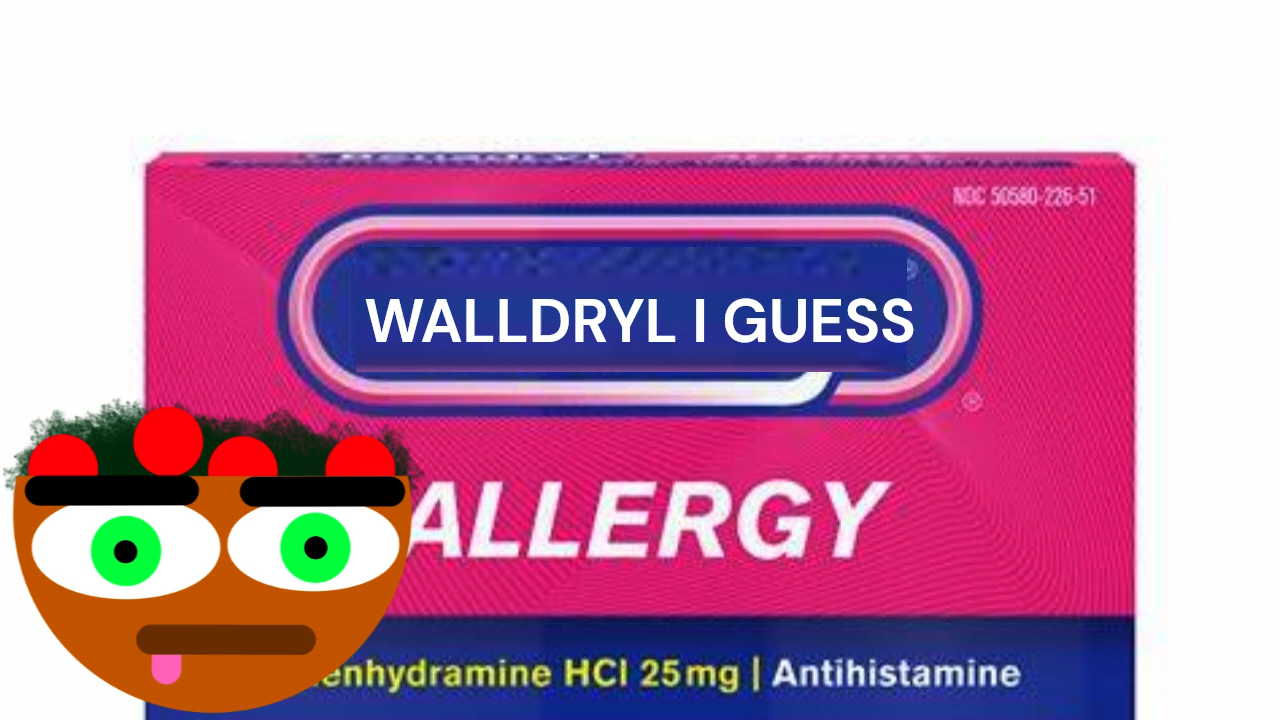 NDC 50580-226-51
WALLDRYL I GUESS
ALLERGY
enhydramine HCl 25mg | Antihistamine